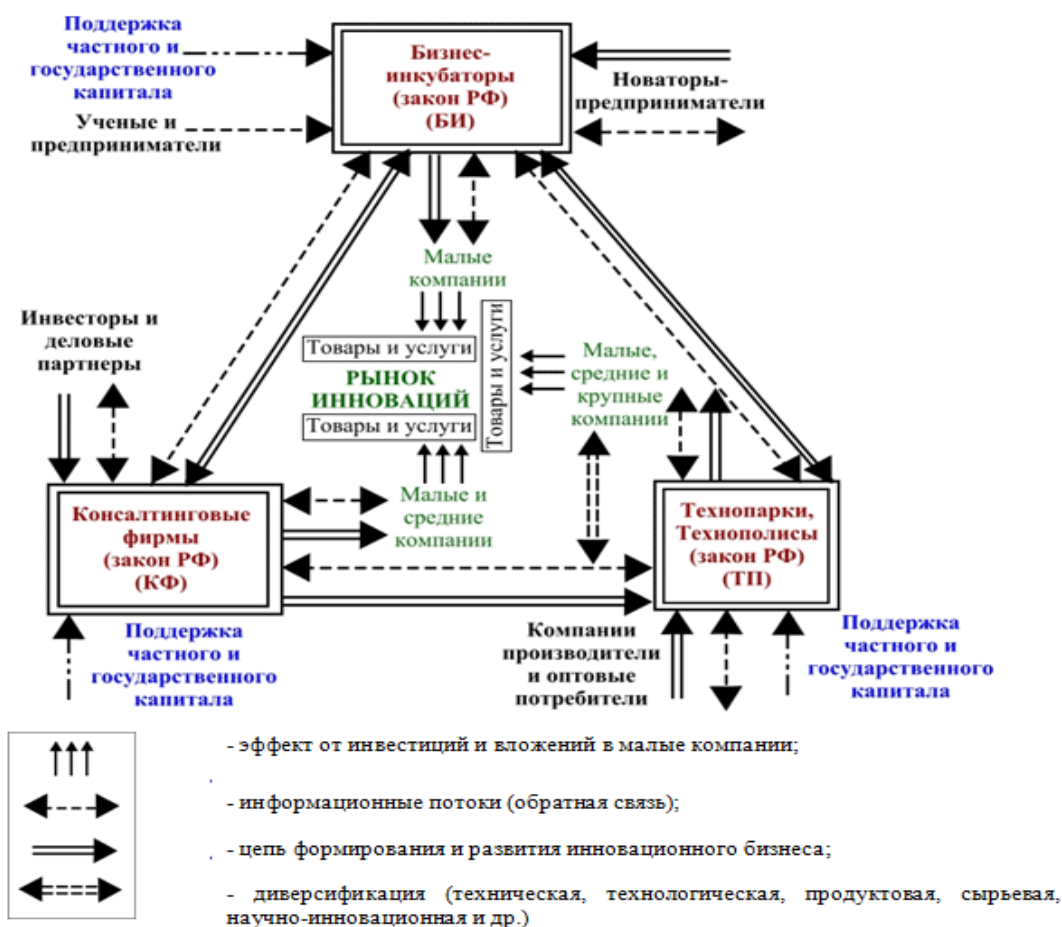 Поддержка
частного и
государственного
капитала
Ученые и
предприниматели
Бизнес-
инкубаторы
(закон РФ)
(БИ)
Новаторы-
предприниматели
Малые
компании
Инвесторы и
деловые
партнеры
Товары и услуги
РЫНОК
ИННОВАЦИЙ
Товары и услуги
Товары и услуги
Малые,
средние и
крупные
компании
Малые и
средние
компании
Консалтинговые
фирмы
(закон РФ)
(КФ)
Технопарки,
Технополисы
(закон РФ)
(ТП)
Поддержка
частного и
государственного
капитала
Компании
производители
и оптовые
потребители
Поддержка
частного и
государственного
капитала
- эффект от инвестиций и вложений в малые компании;
- информационные потоки (обратная связь);
- цепь формирования и развития инновационного бизнеса;
- диверсификация (техническая, технологическая, продуктовая, сырьевая,
научно-инновационная и др.)